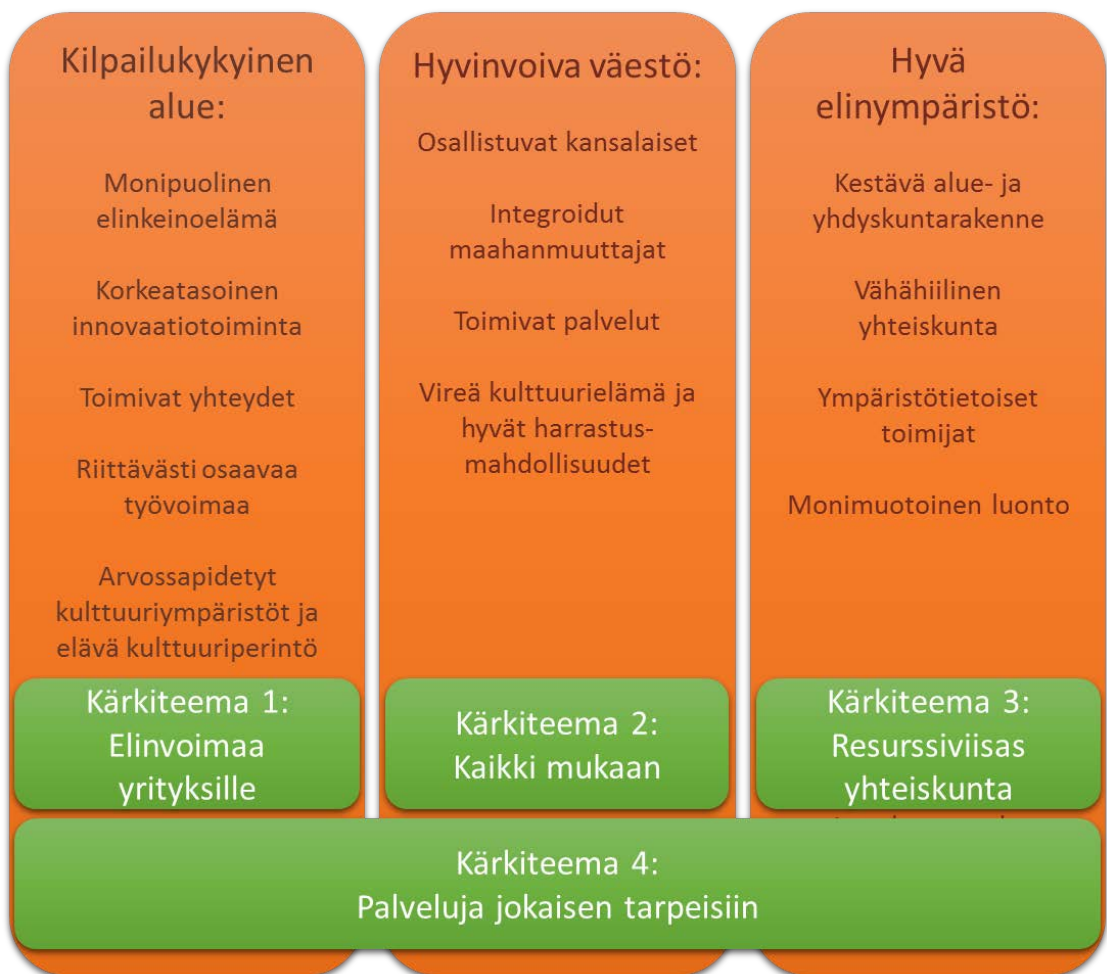 Kilpailukykyinen
alue:
Monipuolinen
elinkeinoelämä
Korkeatasoinen
innovaatiotoiminta
Toimivat yhteydet
Riittävästi osaavaa
työvoimaa
Arvossapidetyt
kulttuuriympäristöt ja
elävä kulttuuriperintö
Kärkiteema 1:
Elinvoimaa
yrityksille
Hyvinvoiva väestö:
Osallistuvat kansalaiset
Integroidut
maahanmuuttajat
Toimivat palvelut
Vireä kulttuurielämä ja
hyvät harrastus-
mahdollisuudet
Kärkiteema 2:
Kaikki mukaan
Hyvä
elinympäristö:
Kestävä alue- ja
yhdyskuntarakenne
Vähähiilinen
yhteiskunta
Ympäristötietoiset
toimijat
Monimuotoinen luonto
Kärkiteema 3:
Resurssiviisas
yhteiskunta
Kärkiteema 4:
Palveluja jokaisen tarpeisiin